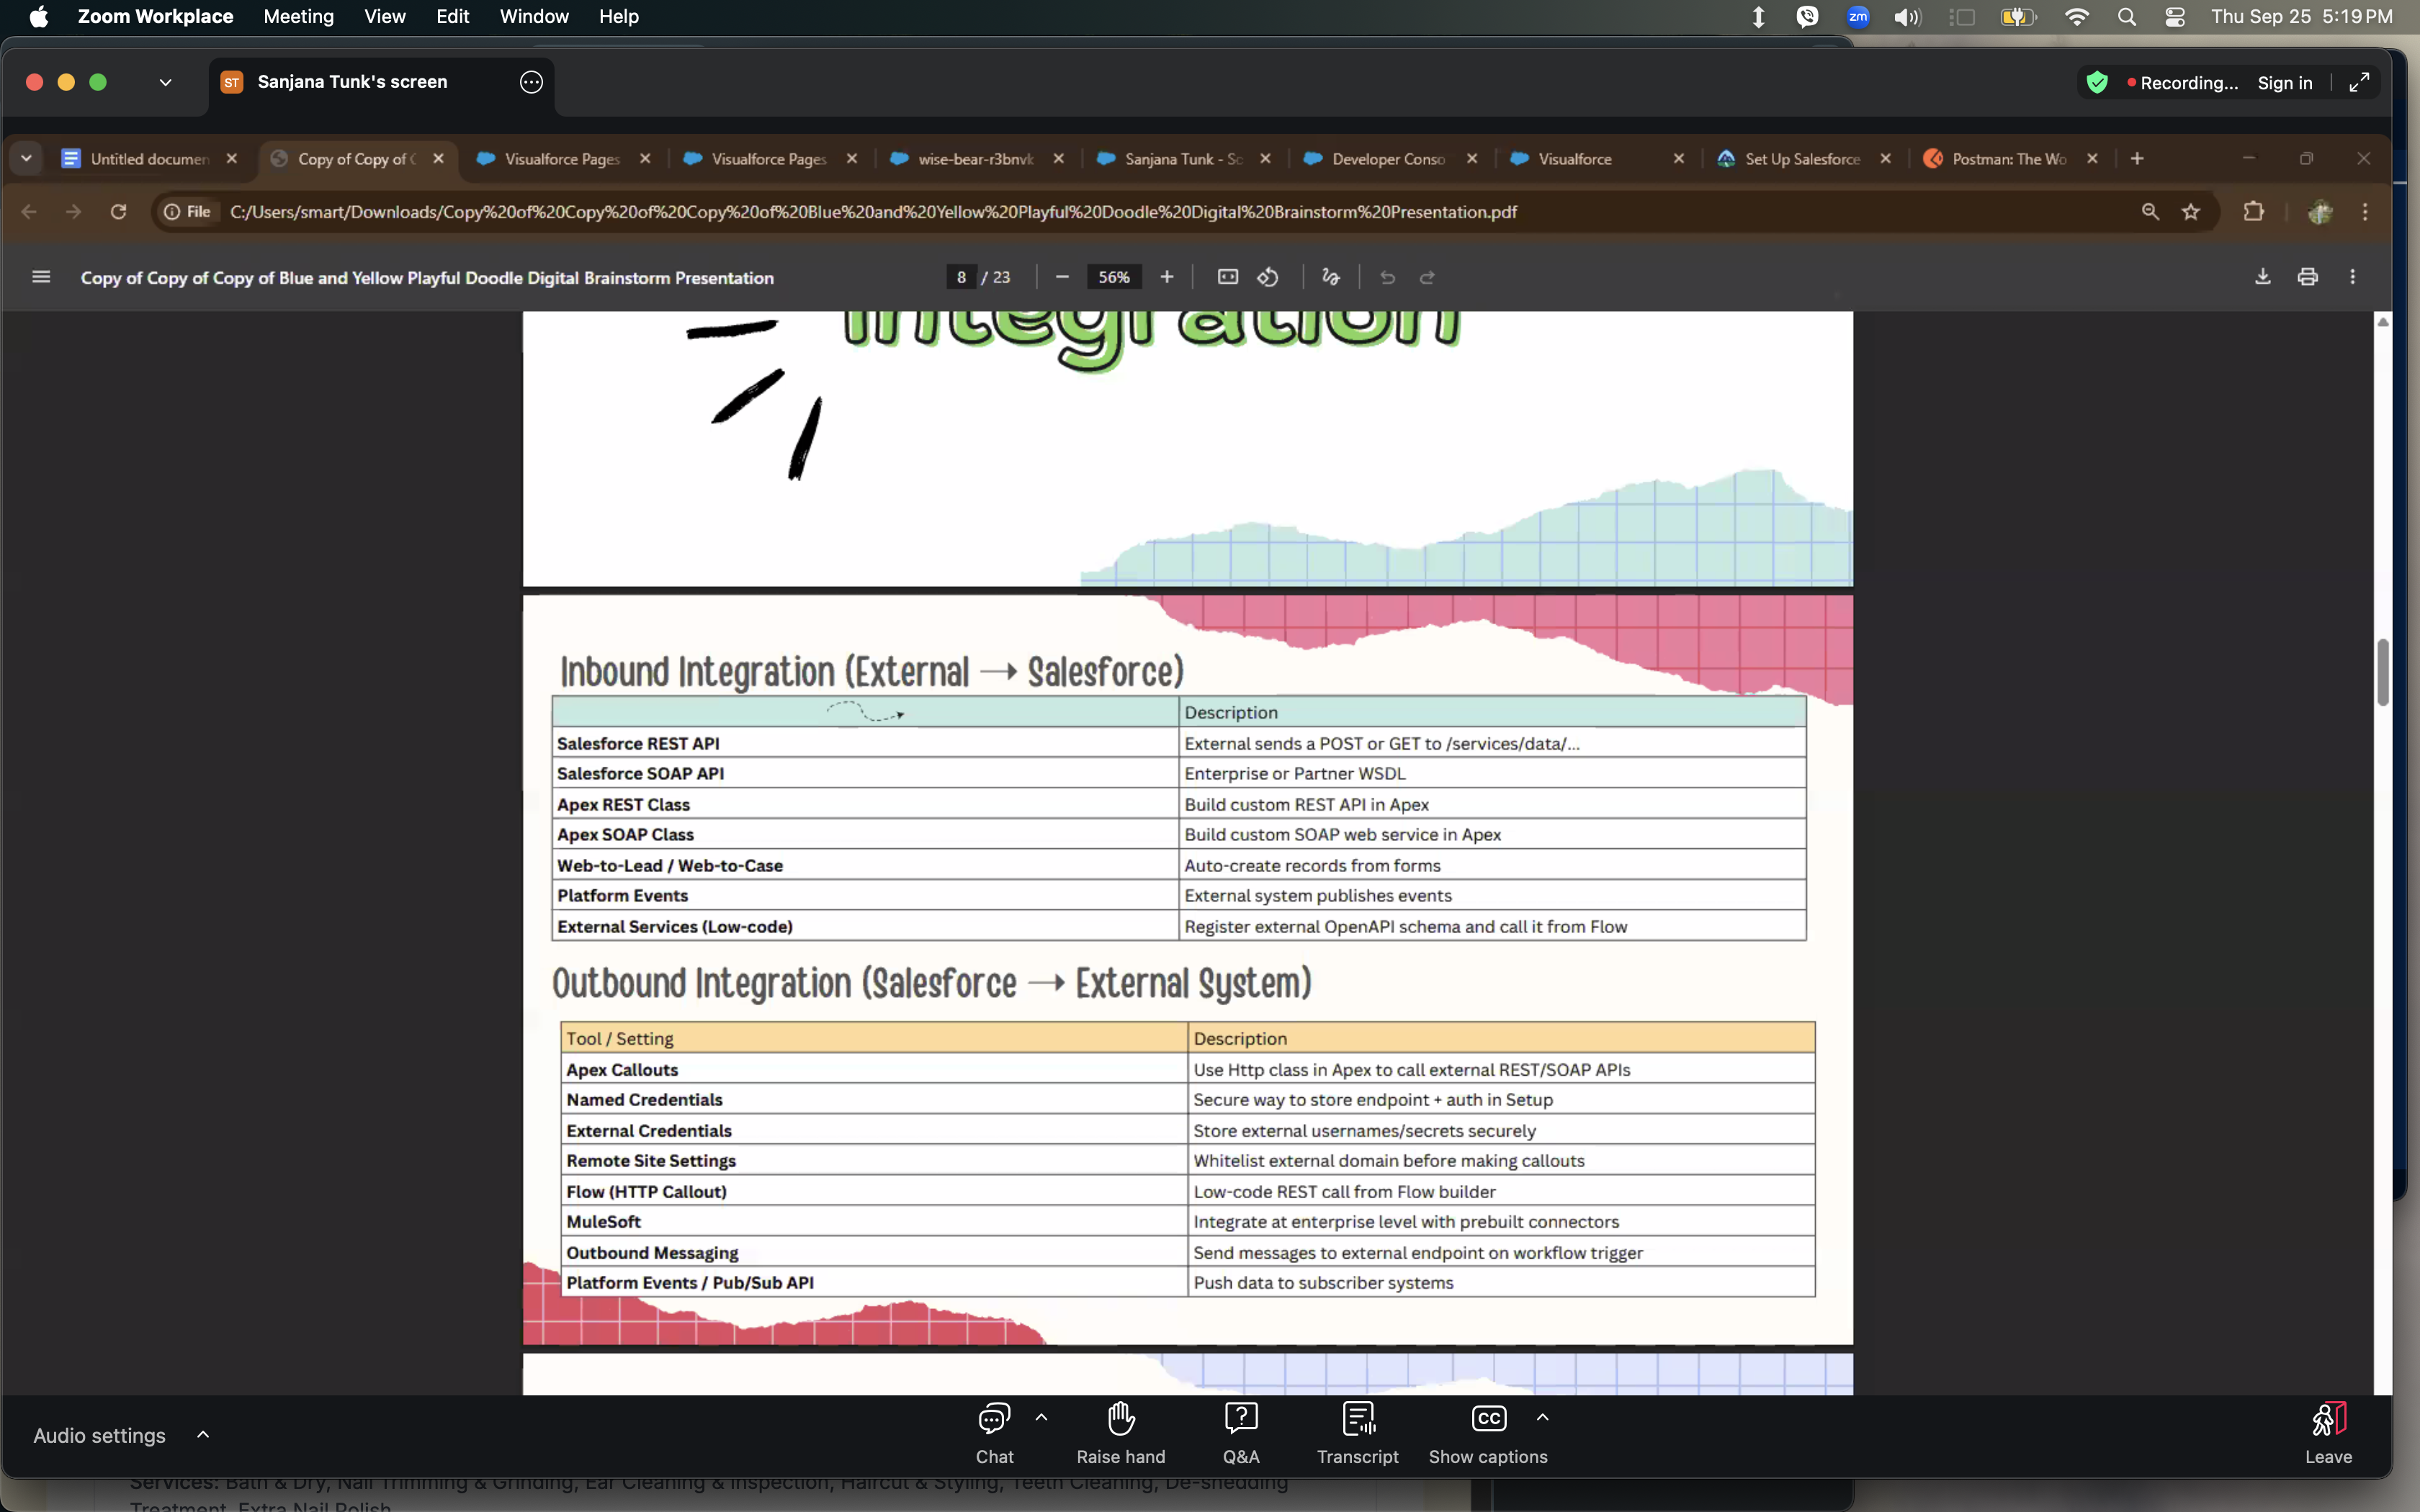 Zoom Workplace Meeting View Edit Window Help zm Thu Sep 25 5:19 PM
ST Sanjana Tunk's screen Recording... Sign in
Untitled documen Copy of Copy of C Visualforce Pages Visualforce Pages wise-bear-r3bnvk Sanjana Tunk - Sc Developer Conso Visualforce Set Up Salesforce Postman: The Wo
File C:/Users/smart/Downloads/Copy%20of%20Copy%20of%20Copy%20of%20Blue%20and%20Yellow%20Playful%20Doodle%20Digital%20Brainstorm%20Presentation.pdf
Copy of Copy of Copy of Blue and Yellow Playful Doodle Digital Brainstorm Presentation 8 / 23 56%
Integration
Inbound Integration (External → Salesforce)
Description
Salesforce REST API External sends a POST or GET to /services/data/...
Salesforce SOAP API Enterprise or Partner WSDL
Apex REST Class Build custom REST API in Apex
Apex SOAP Class Build custom SOAP web service in Apex
Web-to-Lead / Web-to-Case Auto-create records from forms
Platform Events External system publishes events
External Services (Low-code) Register external OpenAPI schema and call it from Flow
Outbound Integration (Salesforce → External System)
Tool / Setting Description
Apex Callouts Use Http class in Apex to call external REST/SOAP APIs
Named Credentials Secure way to store endpoint + auth in Setup
External Credentials Store external usernames/secrets securely
Remote Site Settings Whitelist external domain before making callouts
Flow (HTTP Callout) Low-code REST call from Flow builder
MuleSoft Integrate at enterprise level with prebuilt connectors
Outbound Messaging Send messages to external endpoint on workflow trigger
Platform Events / Pub/Sub API Push data to subscriber systems
Audio settings Chat Raise hand Q&A Transcript CC Show captions Leave
Services: Bath & Dry, Nail Trimming & Grinding, Ear Cleaning & Inspection, Haircut & Styling, Teeth Cleaning, De-shedding
Treatment, Extra Nail Polish